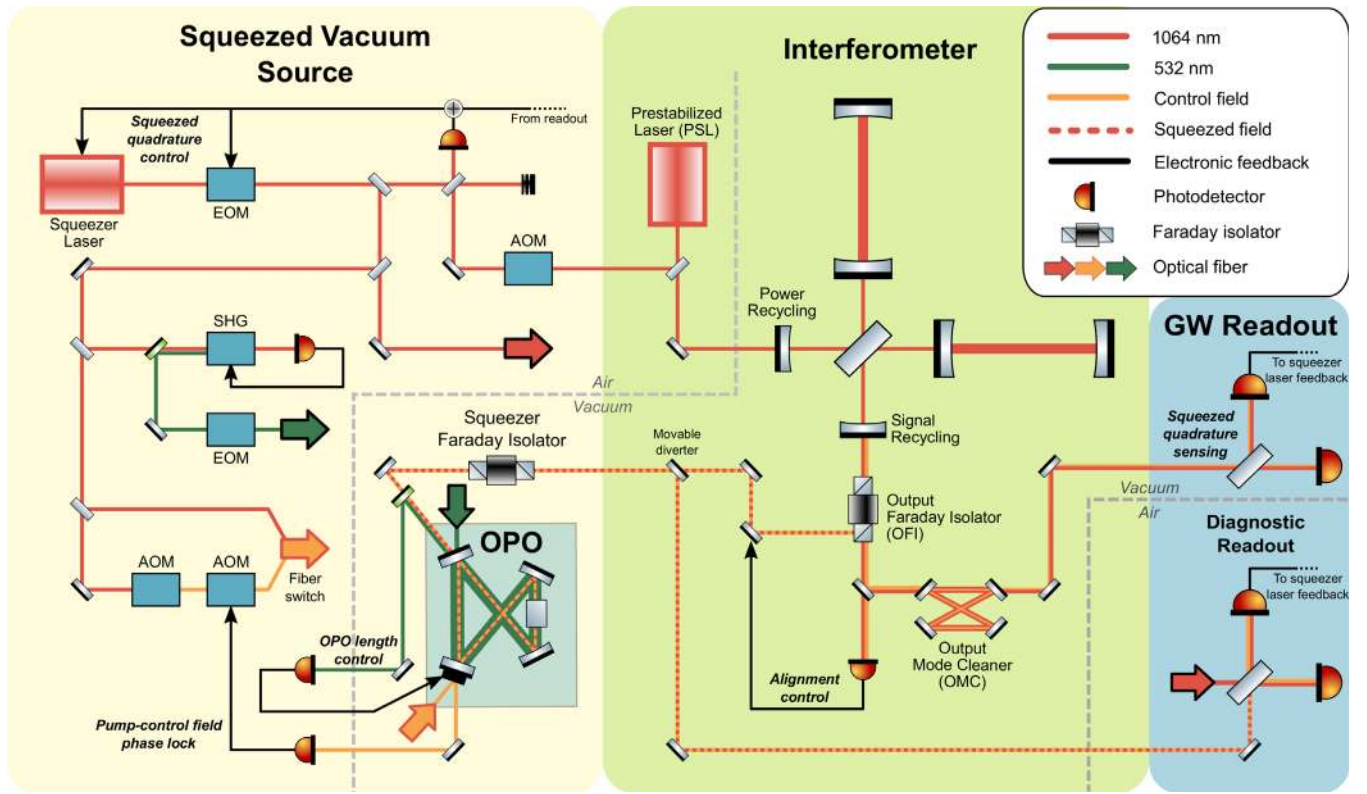 Squeezed Vacuum
Source
Interferometer
1064 nm
532 nm
Control field
Squeezed field
Electronic feedback
Photodetector
Faraday isolator
Optical fiber
Squeezed
quadrature
control
From readout
Prestabilized
Laser (PSL)
EOM
Squeezer
Laser
AOM
Power
Recycling
SHG
GW Readout
To squeezer
laser feedback
Air
Vacuum
Squeezer
Faraday Isolator
Movable
diverter
Signal
Recycling
Squeezed
quadrature
sensing
EOM
Vacuum
Air
Output
Faraday Isolator
(OFI)
OPO
Diagnostic
Readout
AOM
AOM
Fiber
switch
To squeezer
laser feedback
OPO length
control
Output
Mode Cleaner
(OMC)
Alignment
control
Pump-control field
phase lock